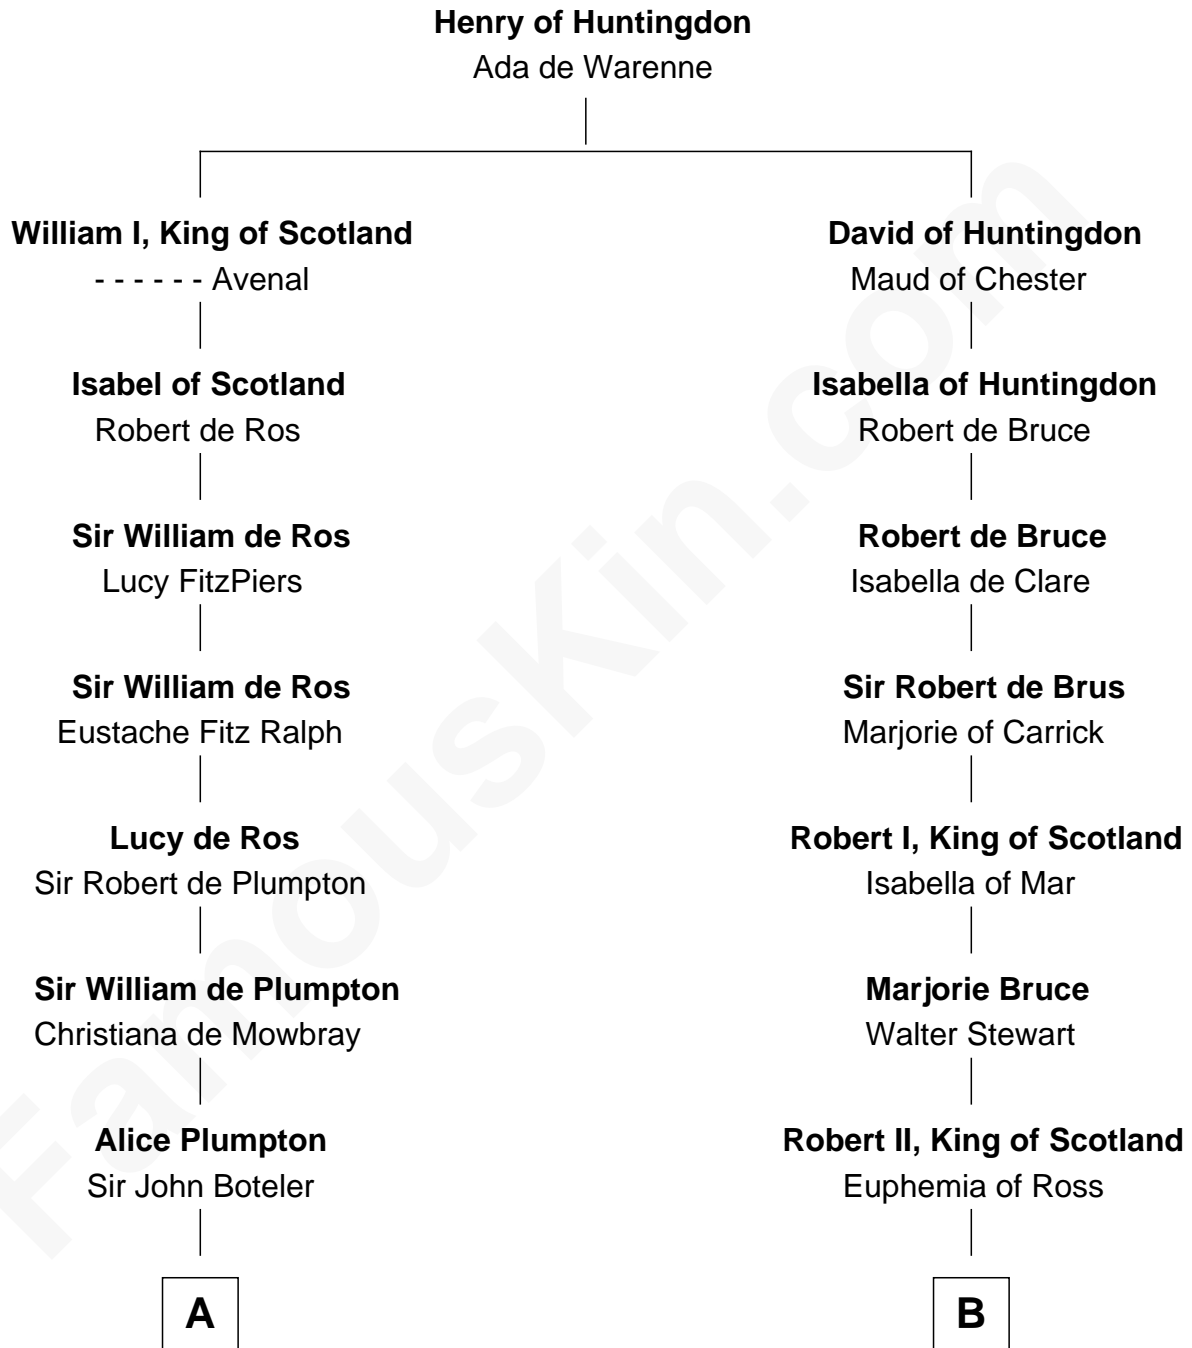 Henry of Huntingdon
Ada de Warenne
William I, King of Scotland
- - - - - - Avenal
Isabel of Scotland
Robert de Ros
Sir William de Ros
Lucy FitzPiers
Sir William de Ros
Eustache Fitz Ralph
Lucy de Ros
Sir Robert de Plumpton
Sir William de Plumpton
Christiana de Mowbray
Alice Plumpton
Sir John Boteler
A
David of Huntingdon
Maud of Chester
Isabella of Huntingdon
Robert de Bruce
Robert de Bruce
Isabella de Clare
Sir Robert de Brus
Marjorie of Carrick
Robert I, King of Scotland
Isabella of Mar
Marjorie Bruce
Walter Stewart
Robert II, King of Scotland
Euphemia of Ross
B
FamousKin.com